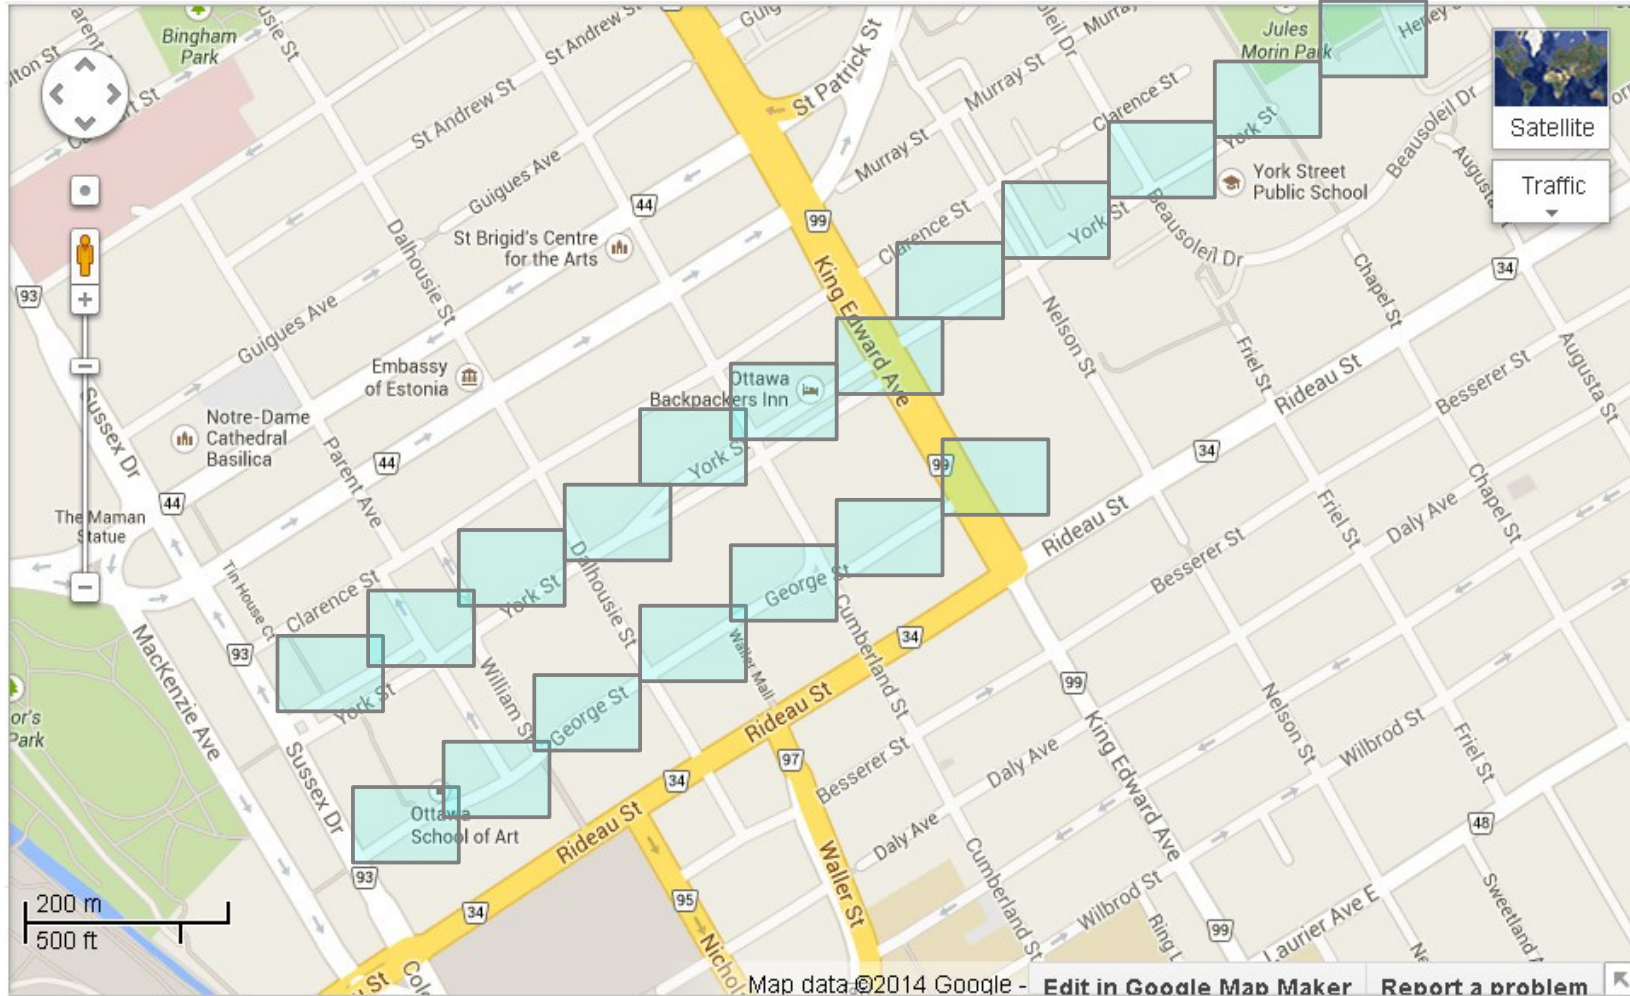 Bingham
Park
St Andrew St
Jules
Morin Park
Murray St
St Patrick St
Clarence St
Satellite
Traffic
St Andrew St
Guigues Ave
Murray St
Murray St
Clarence St
York St
York Street
Public School
Beausoleil Dr
Beausoleil Dr
44
99
St Brigid's Centre
for the Arts
Dalhousie St
King Edward Ave
Clarence St
York St
Nelson St
Chapel St
34
93
Guigues Ave
Embassy
of Estonia
Ottawa
Backpackers Inn
Friel St
Rideau St
Besserer St
Augusta St
Sussex Dr
Notre-Dame
Cathedral
Basilica
Parent Ave
44
York St
99
34
Chapel St
Daly Ave
Friel St
The Maman
Statue
44
Tin House Ct
Clarence St
York St
Dalhousie St
George St
Rideau St
Besserer St
MacKenzie Ave
93
York St
William St
George St
Waller Mall
Cumberland St
34
Rideau St
99
Nelson St
Wilbrod St
Friel St
or's
Park
Sussex Dr
Ottawa
School of Art
34
97
Besserer St
Daly Ave
King Edward Ave
48
Rideau St
Waller St
Daly Ave
Cumberland St
Wilbrod St
93
34
95
99
Laurier Ave E
200 m
500 ft
Map data ©2014 Google -
Edit in Google Map Maker
Report a problem